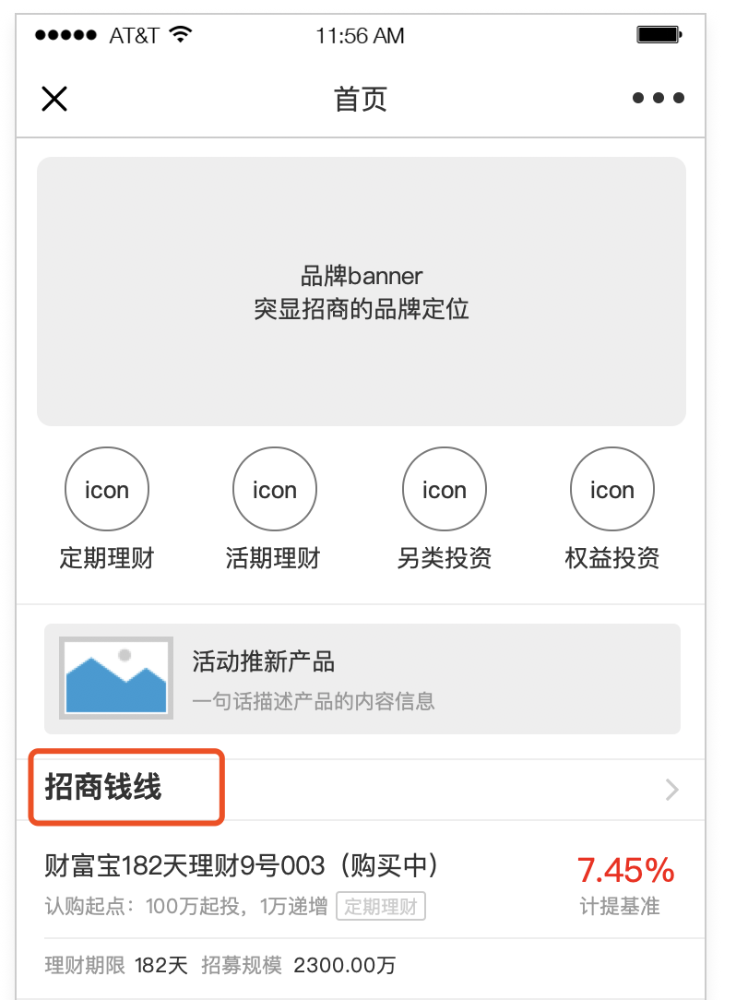 AT&T 11:56 AM
首页
品牌banner
突显招商的品牌定位
icon icon icon icon
定期理财 活期理财 另类投资 权益投资
活动推新产品
一句话描述产品的内容信息
招商钱线
财富宝182天理财9号003（购买中） 7.45%
认购起点：100万起投，1万递增 定期理财 计提基准
理财期限 182天 招募规模 2300.00万